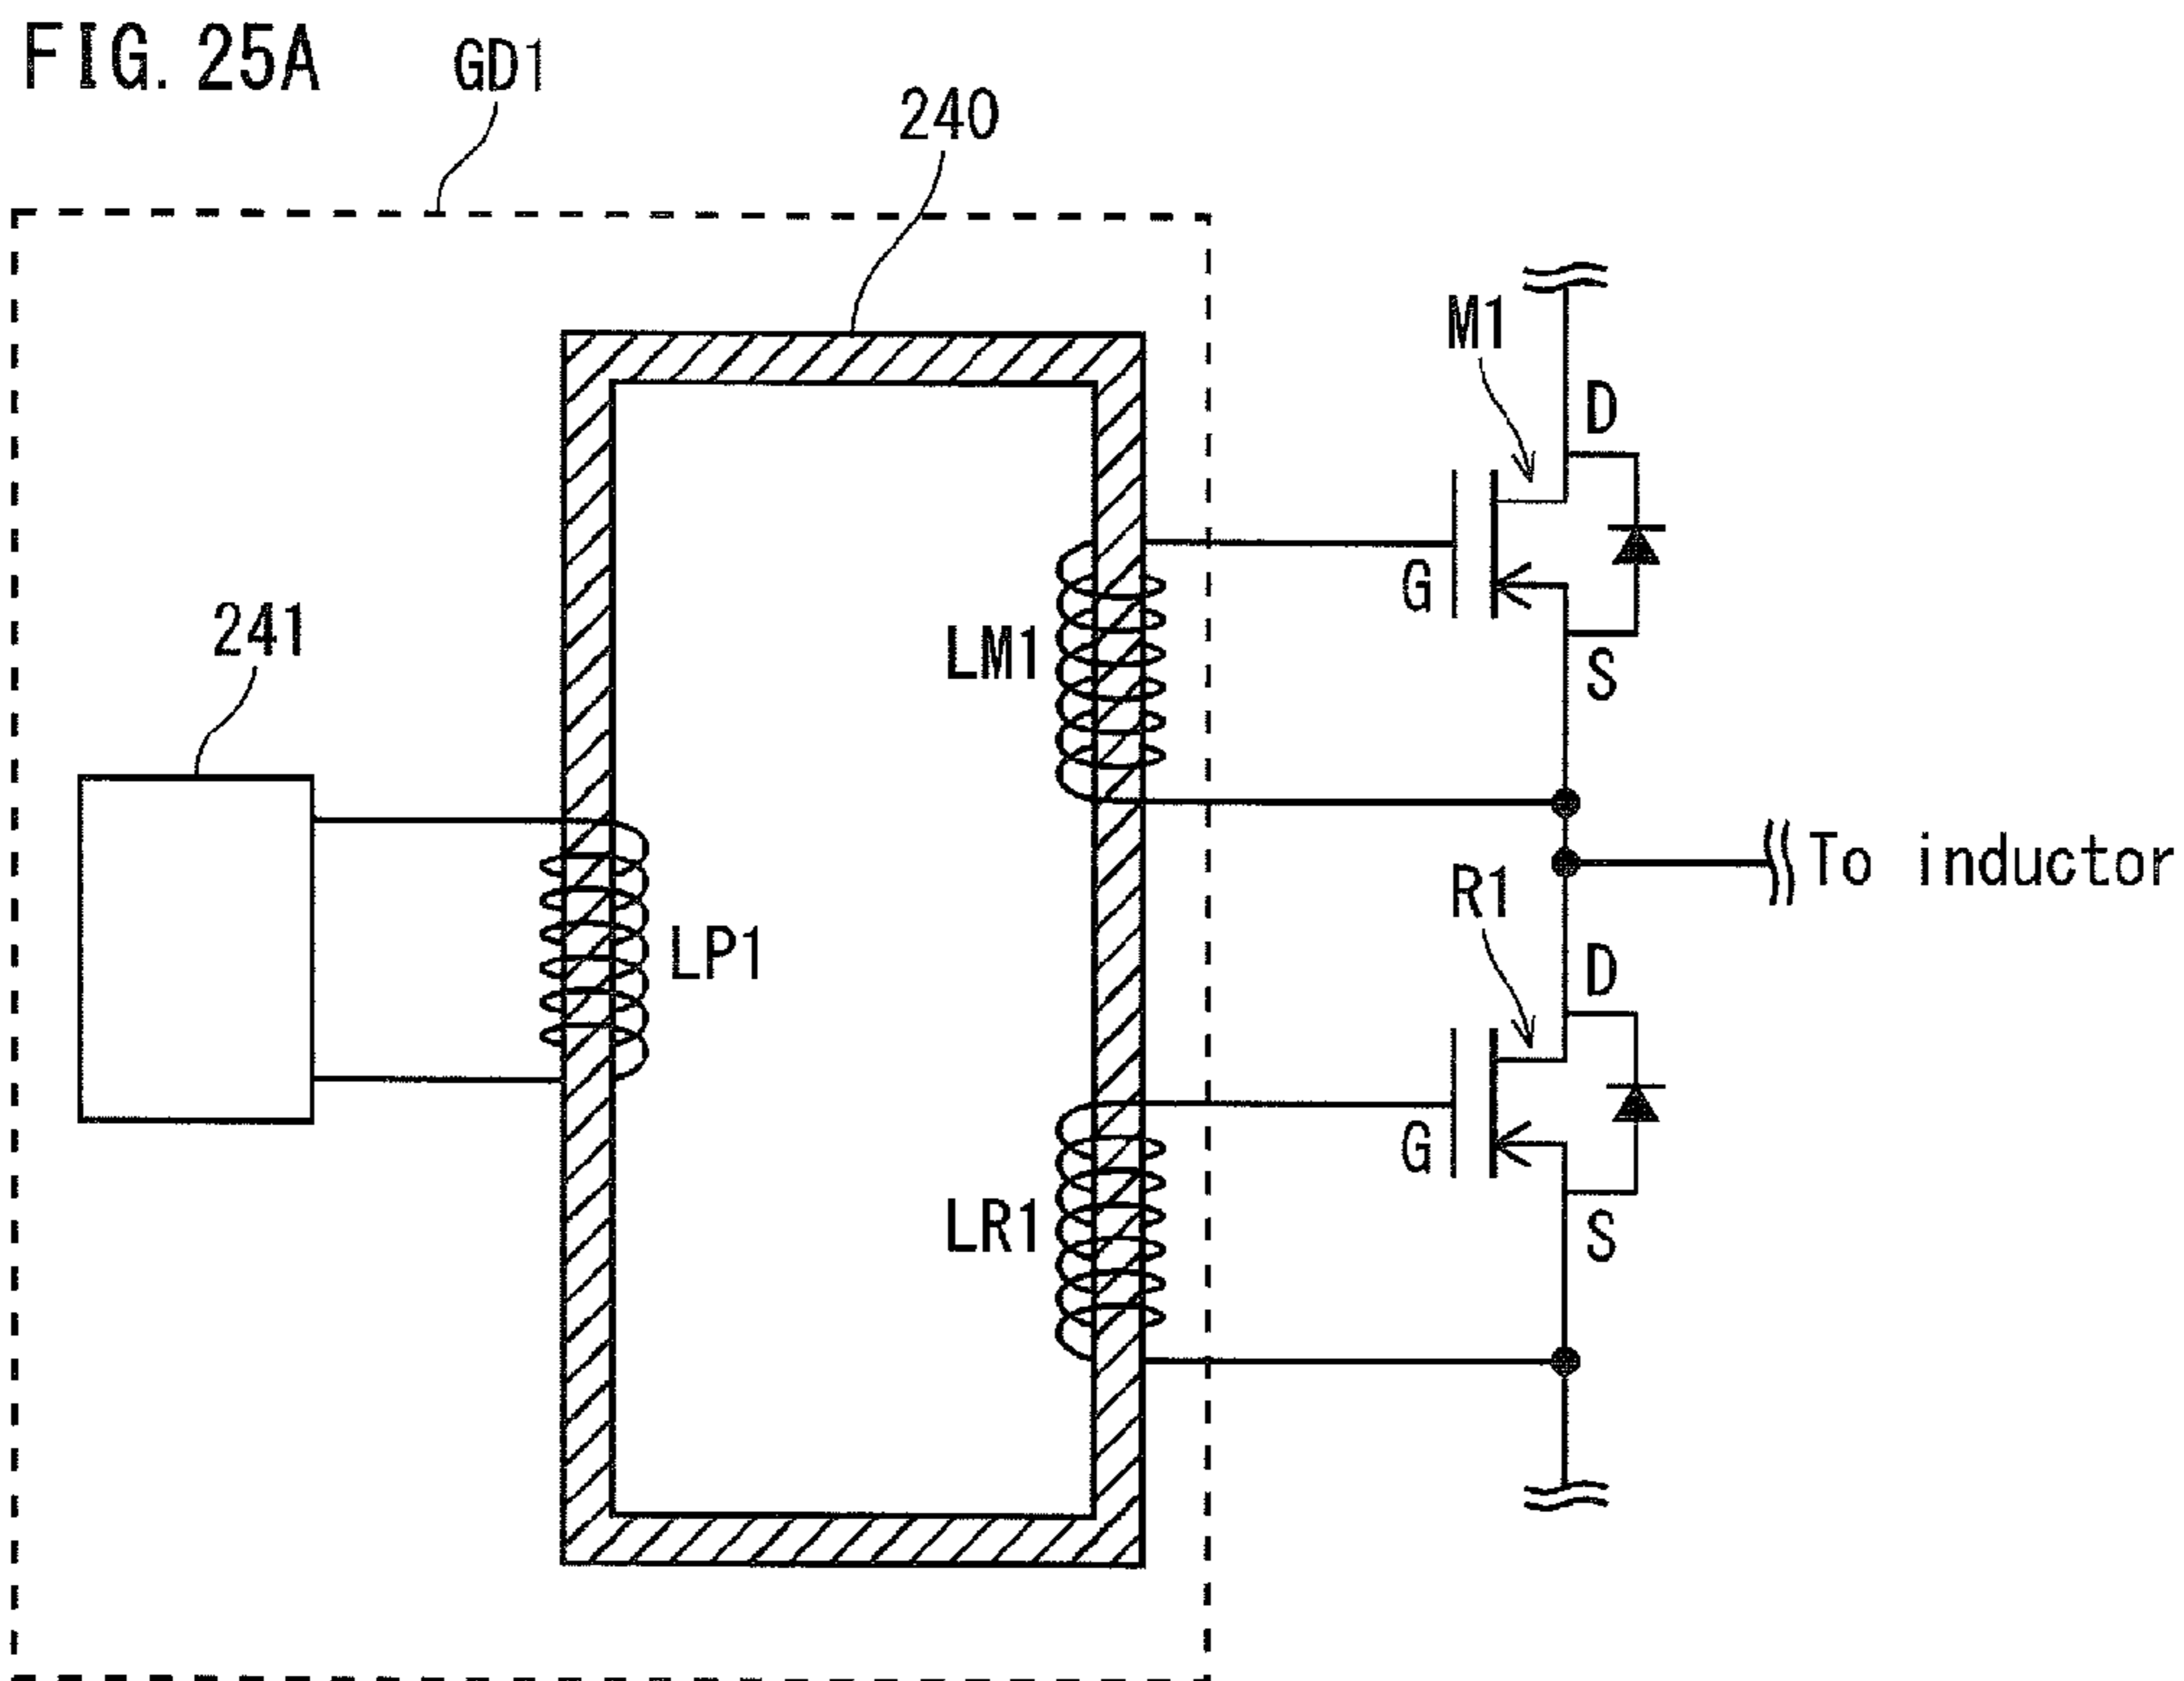 FIG. 25A
GD1
240
M1
D
G
S
241
LM1
To inductor
R1
LP1
D
G
LR1
S